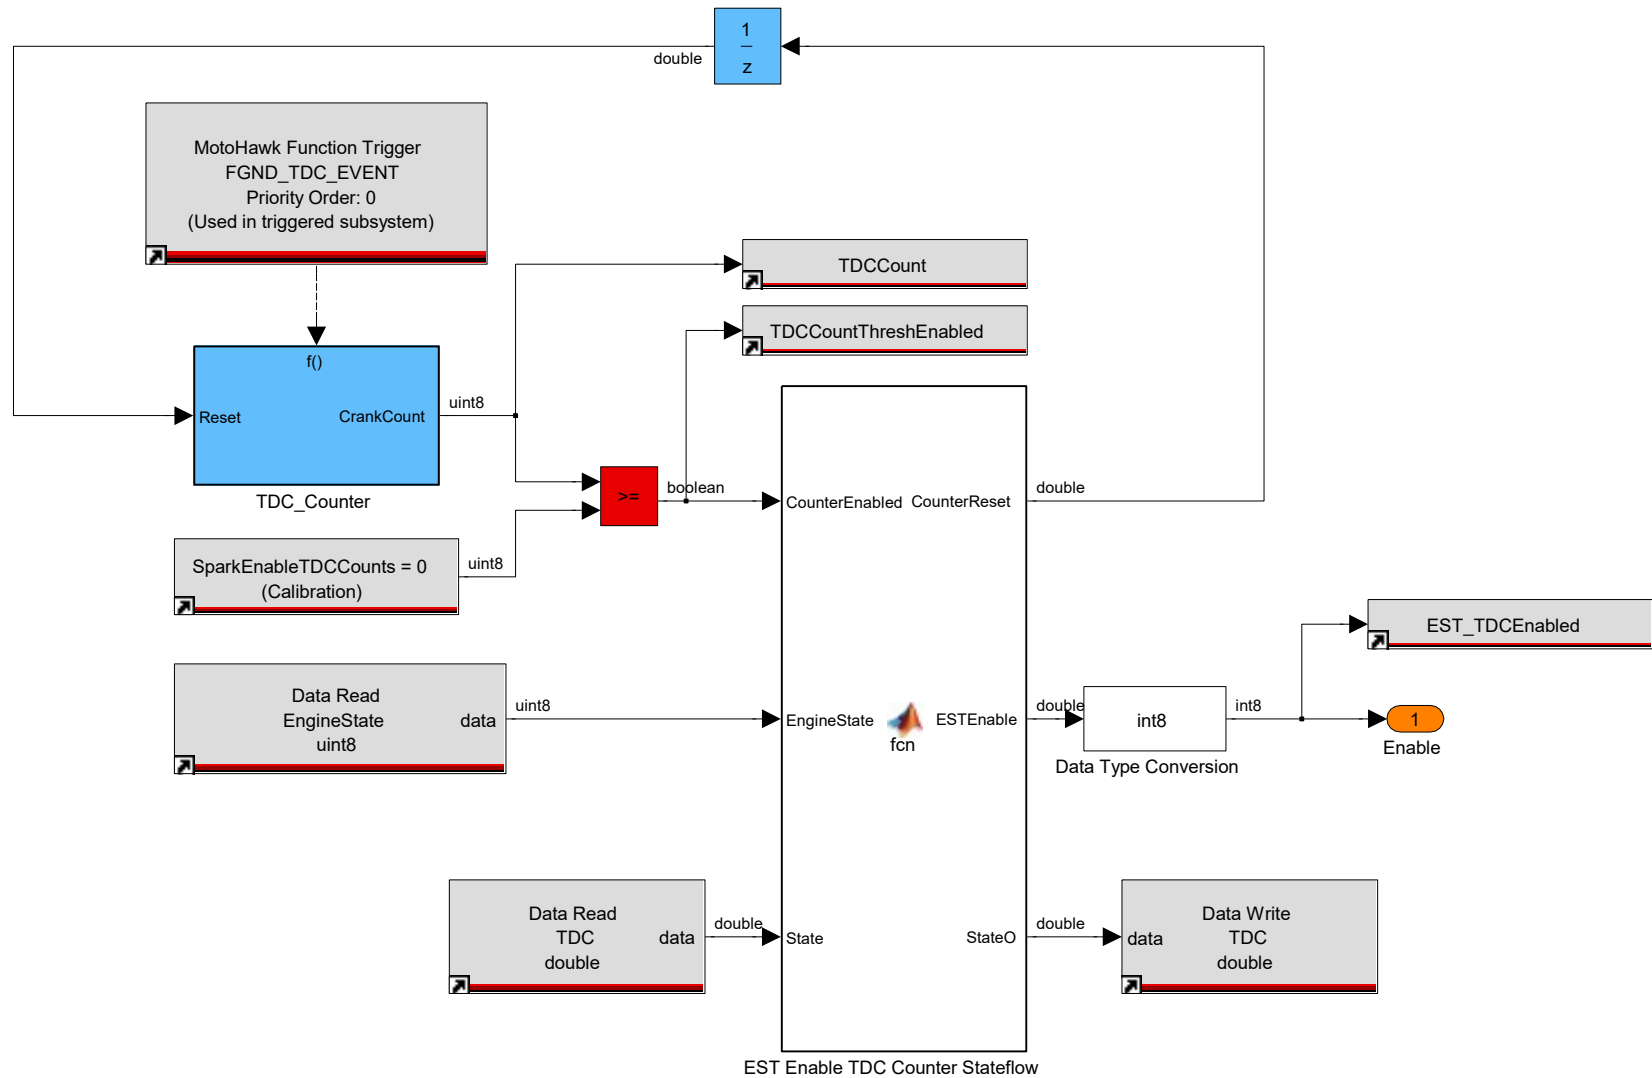 1
z
double
MotoHawk Function Trigger
FGND_TDC_EVENT
Priority Order: 0
(Used in triggered subsystem)
TDCCount
TDCCountThreshEnabled
f()
Reset
CrankCount
uint8
TDC_Counter
>=
boolean
CounterEnabled
CounterReset
double
SparkEnableTDCCounts = 0
(Calibration)
uint8
EST_TDCEnabled
Data Read
EngineState
uint8
data
uint8
EngineState
fcn
ESTEnable
double
int8
Data Type Conversion
int8
1
Enable
Data Read
TDC
double
data
double
State
StateO
double
data
Data Write
TDC
double
EST Enable TDC Counter Stateflow